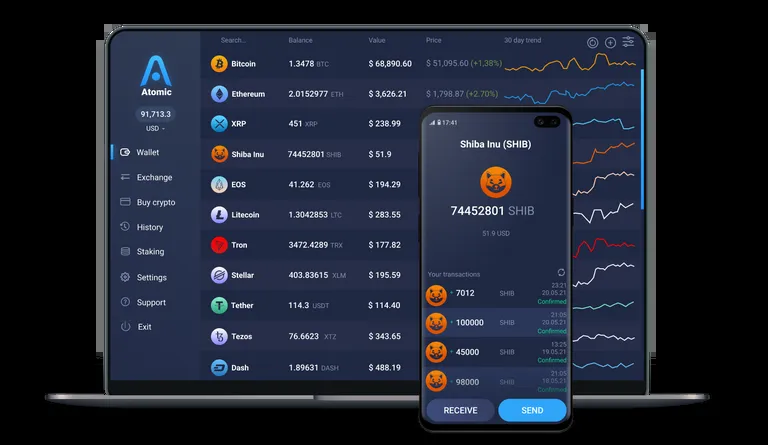 Search... Balance Value Price 30 day trend
Atomic
91,713.3
USD
Wallet
Exchange
Buy crypto
History
Staking
Settings
Support
Exit
Bitcoin 1.3478 BTC $ 68,890.60 $ 51,095.60 (+1.38%)
Ethereum 2.0152977 ETH $ 3,626.21 $ 1,798.87 (+2.70%)
XRP 451 XRP $ 238.99
Shiba Inu 74452801 SHIB $ 51.9
EOS 41.262 EOS $ 194.29
Litecoin 1.3042853 LTC $ 283.55
Tron 3472.4289 TRX $ 177.82
Stellar 403.83615 XLM $ 195.59
Tether 114.3 USDT $ 114.40
Tezos 76.6623 XTZ $ 343.65
Dash 1.89631 DASH $ 488.19
17:41
Shiba Inu (SHIB)
74452801 SHIB
51.9 USD
Your transactions
+ 7012 SHIB 23:21 20.05.21 Confirmed
+ 100000 SHIB 21:05 20.05.21 Confirmed
+ 45000 SHIB 13:25 19.05.21 Confirmed
+ 98000 SHIB 21:05 18.05.21
RECEIVE SEND